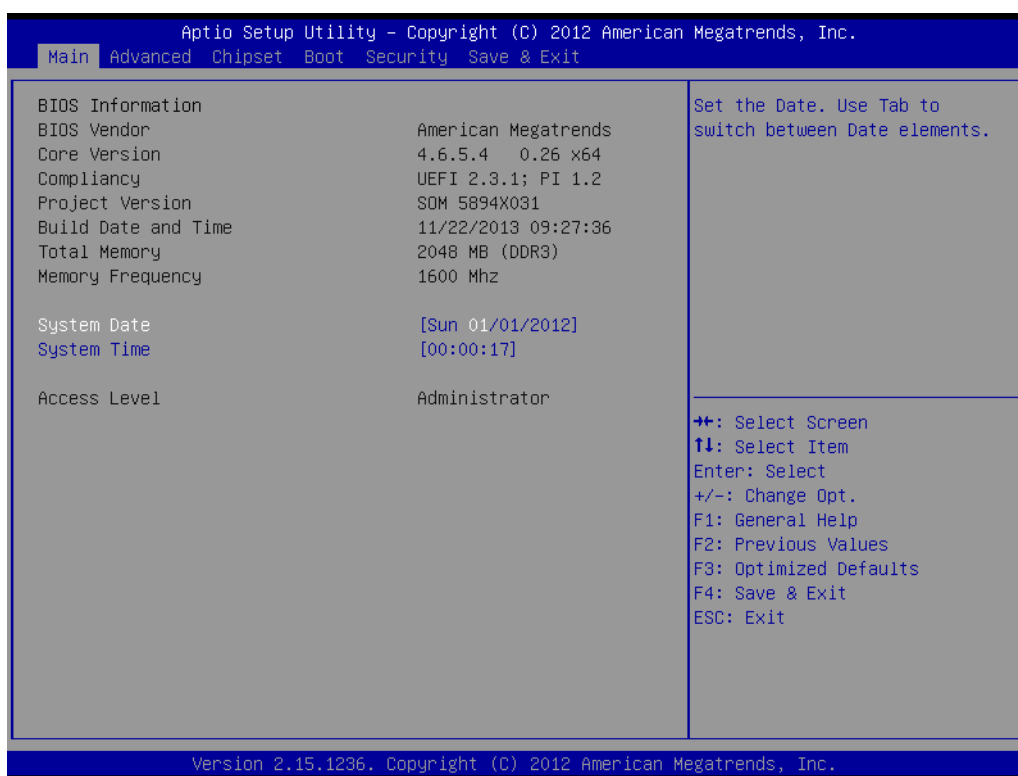 Aptio Setup Utility – Copyright (C) 2012 American Megatrends, Inc.
Main Advanced Chipset Boot Security Save & Exit
BIOS Information
BIOS Vendor American Megatrends
Core Version 4.6.5.4 0.26 x64
Compliancy UEFI 2.3.1; PI 1.2
Project Version SOM 5894X031
Build Date and Time 11/22/2013 09:27:36
Total Memory 2048 MB (DDR3)
Memory Frequency 1600 Mhz
System Date [Sun 01/01/2012]
System Time [00:00:17]
Access Level Administrator
Set the Date. Use Tab to
switch between Date elements.
→←: Select Screen
↑↓: Select Item
Enter: Select
+/-: Change Opt.
F1: General Help
F2: Previous Values
F3: Optimized Defaults
F4: Save & Exit
ESC: Exit
Version 2.15.1236. Copyright (C) 2012 American Megatrends, Inc.